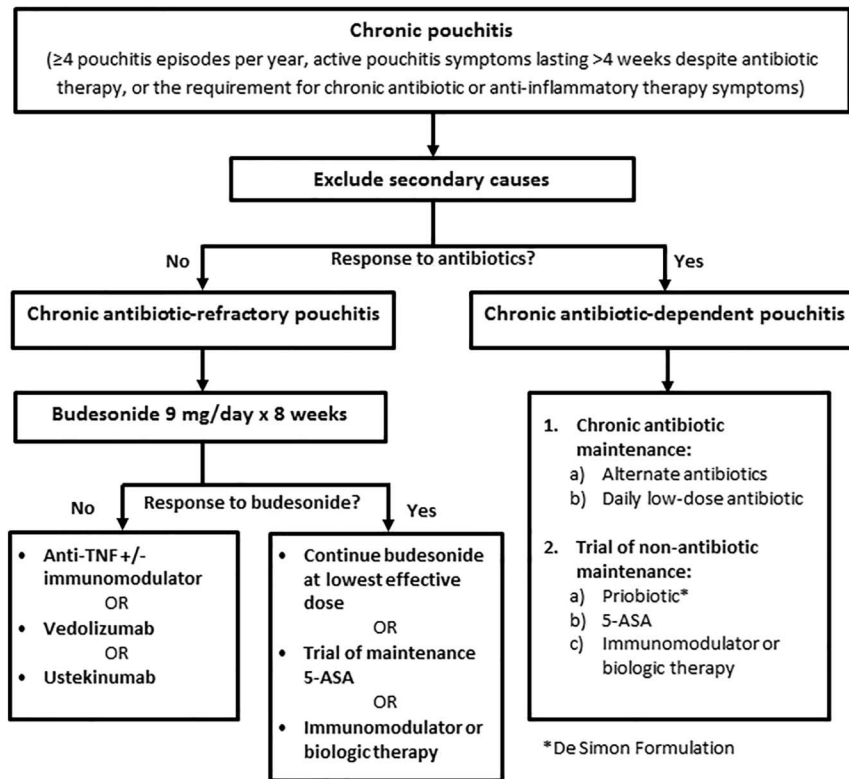 Chronic pouchitis
(≥4 pouchitis episodes per year, active pouchitis symptoms lasting >4 weeks despite antibiotic
therapy, or the requirement for chronic antibiotic or anti-inflammatory therapy symptoms)
Exclude secondary causes
No
Response to antibiotics?
Yes
Chronic antibiotic-refractory pouchitis
Chronic antibiotic-dependent pouchitis
Budesonide 9 mg/day x 8 weeks
No
Response to budesonide?
Yes
• Anti-TNF +/-
immunomodulator
OR
• Vedolizumab
OR
• Ustekinumab
• Continue budesonide
at lowest effective
dose
OR
• Trial of maintenance
5-ASA
OR
• Immunomodulator or
biologic therapy
1. Chronic antibiotic
maintenance:
a) Alternate antibiotics
b) Daily low-dose antibiotic
2. Trial of non-antibiotic
maintenance:
a) Priobiotic*
b) 5-ASA
c) Immunomodulator or
biologic therapy
*De Simon Formulation